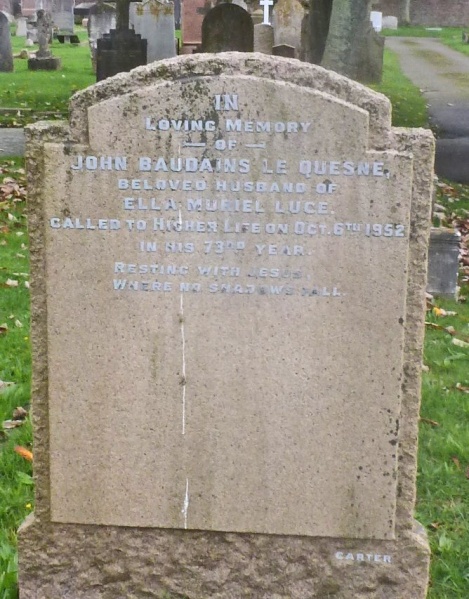 IN
LOVING MEMORY
— OF —
JOHN BAUDAINS LE QUESNE,
BELOVED HUSBAND OF
ELLA MURIEL LUCE.
CALLED TO HIGHER LIFE ON OCT. 6TH 1952
IN HIS 73RD YEAR.
RESTING WITH JESUS
WHERE NO SHADOWS FALL.
CARTER